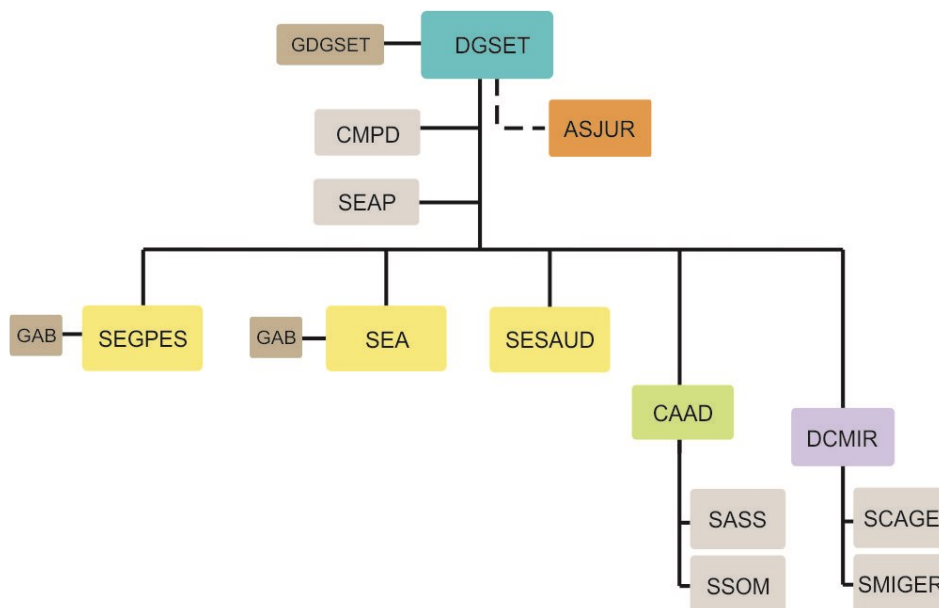 GDGSET
DGSET
CMPD
ASJUR
SEAP
GAB
SEGPES
GAB
SEA
SESAUD
CAAD
DCMIR
SASS
SCAGE
SSOM
SMIGER